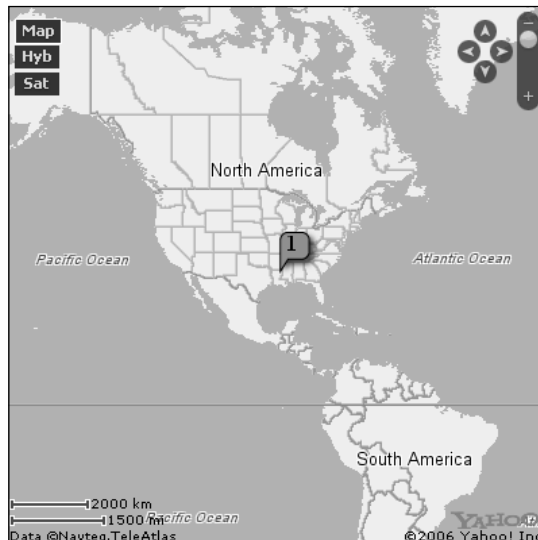 Map
Hyb
Sat
North America
1
Pacific Ocean
Atlantic Ocean
South America
2000 km
1500 mi
Pacific Ocean
YAHOO
Data ©Navteq,TeleAtlas
©2006 Yahoo! Inc